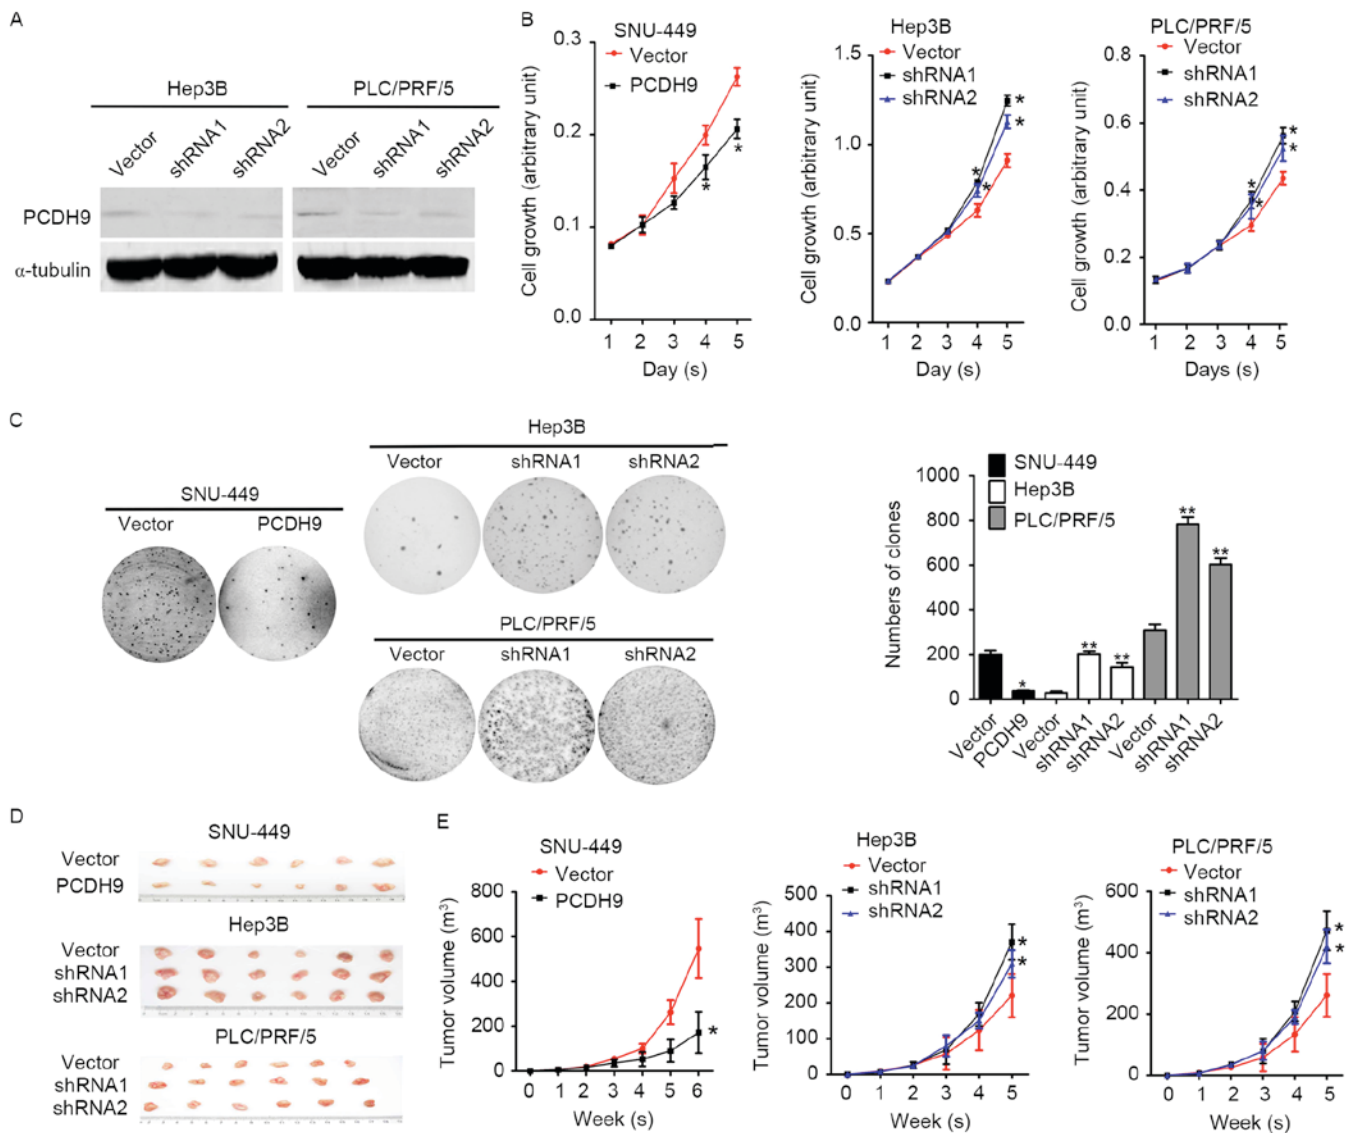 A
Hep3B
PLC/PRF/5
Vector
shRNA1
shRNA2
Vector
shRNA1
shRNA2
PCDH9
α-tubulin
B
SNU-449
Vector
PCDH9
Cell growth (arbitrary unit)
0.3
0.2
0.1
0.0
1 2 3 4 5
Day (s)
*
*
Hep3B
Vector
shRNA1
shRNA2
Cell growth (arbitrary unit)
1.5
1.0
0.5
0.0
1 2 3 4 5
Day (s)
*
*
*
*
PLC/PRF/5
Vector
shRNA1
shRNA2
Cell growth (arbitrary unit)
0.8
0.6
0.4
0.2
0.0
1 2 3 4 5
Days (s)
*
*
*
*
C
SNU-449
Vector PCDH9
Hep3B
Vector shRNA1 shRNA2
PLC/PRF/5
Vector shRNA1 shRNA2
SNU-449
Hep3B
PLC/PRF/5
Numbers of clones
1000
800
600
400
200
0
*
**
**
**
**
Vector
PCDH9
Vector
shRNA1
shRNA2
Vector
shRNA1
shRNA2
D
SNU-449
Vector
PCDH9
Hep3B
Vector
shRNA1
shRNA2
PLC/PRF/5
Vector
shRNA1
shRNA2
E
SNU-449
Vector
PCDH9
Tumor volume (m³)
800
600
400
200
0
0 1 2 3 4 5 6
Week (s)
*
Hep3B
Vector
shRNA1
shRNA2
Tumor volume (m³)
500
400
300
200
100
0
0 1 2 3 4 5
Week (s)
*
*
PLC/PRF/5
Vector
shRNA1
shRNA2
Tumor volume (m³)
600
400
200
0
0 1 2 3 4 5
Week (s)
*
*